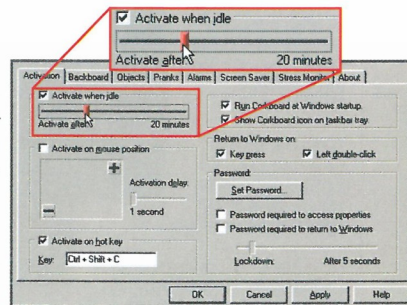 Activate when idle
Activate after 20 minutes
Activation Backboard Objects Pranks Alarms Screen Saver Stress Monitor About
Activate when idle
Activate after 20 minutes
Run Corkboard at Windows startup.
Show Corkboard icon on taskbar tray.
Return to Windows on:
Key press Left double-click
Activate on mouse position
Activation delay:
1 second
Password:
Set Password...
Password required to access properties
Password required to return to Windows
Lockdown: After 5 seconds
Activate on hot key
Key: Ctrl + Shift + C
OK Cancel Apply Help